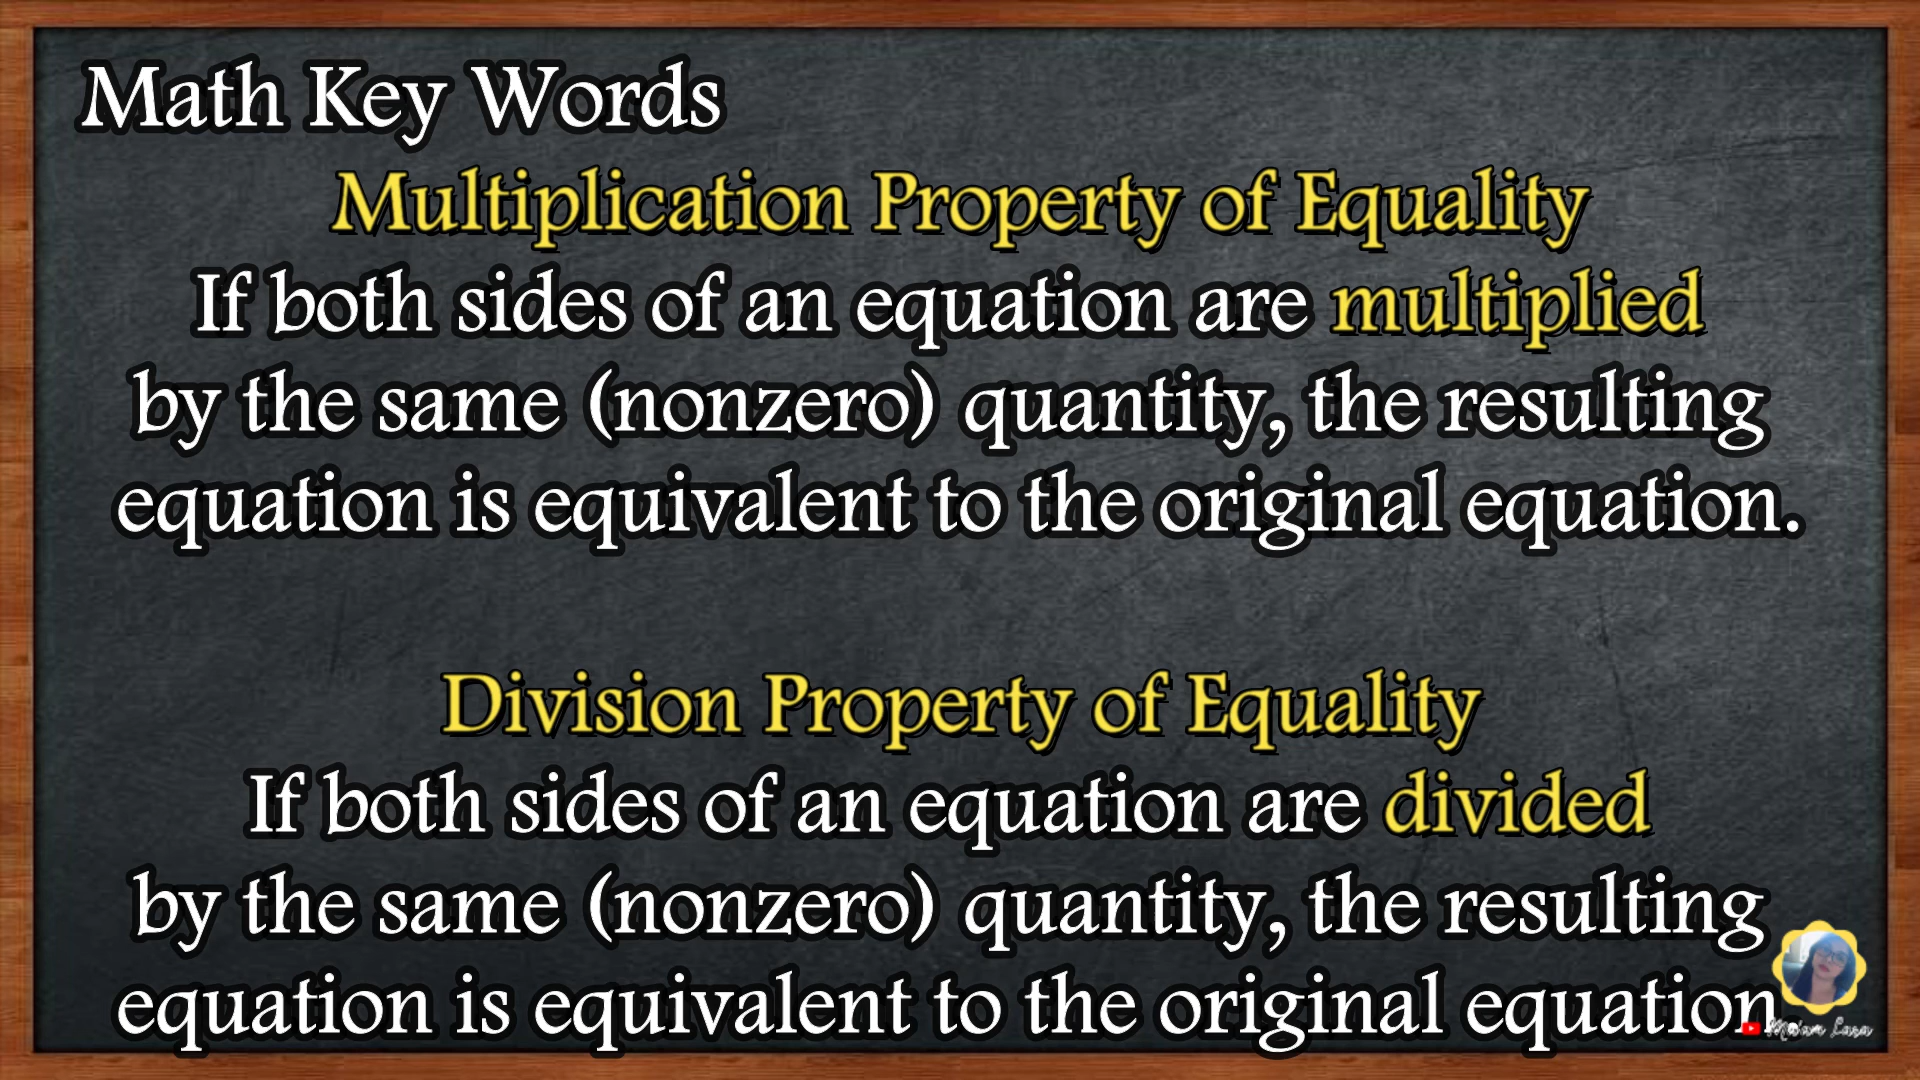 Math Key Words
Multiplication Property of Equality
If both sides of an equation are multiplied
by the same (nonzero) quantity, the resulting
equation is equivalent to the original equation.
Division Property of Equality
If both sides of an equation are divided
by the same (nonzero) quantity, the resulting
equation is equivalent to the original equation.